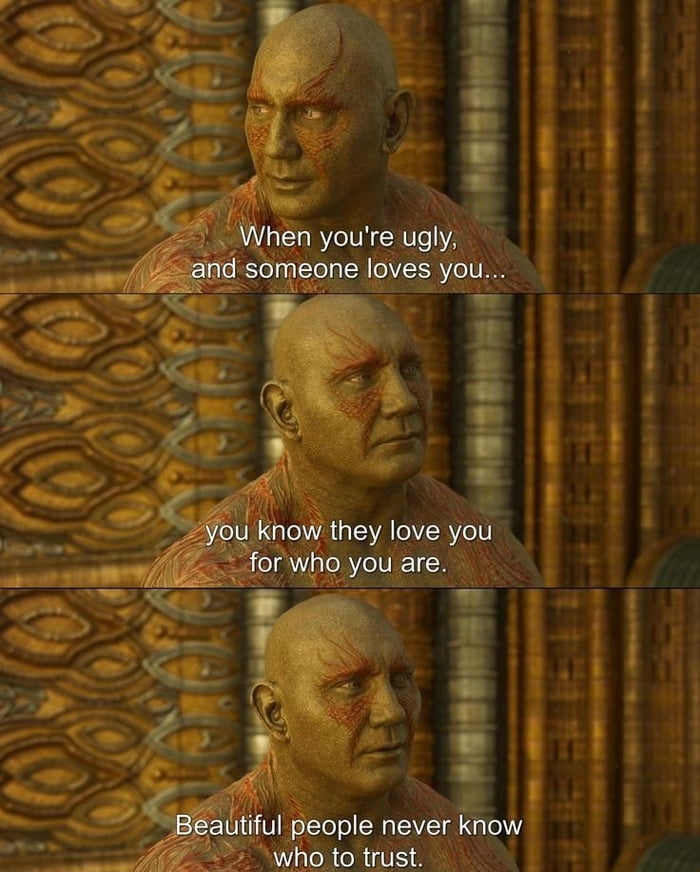 When you're ugly,
and someone loves you...
you know they love you
for who you are.
Beautiful people never know
who to trust.